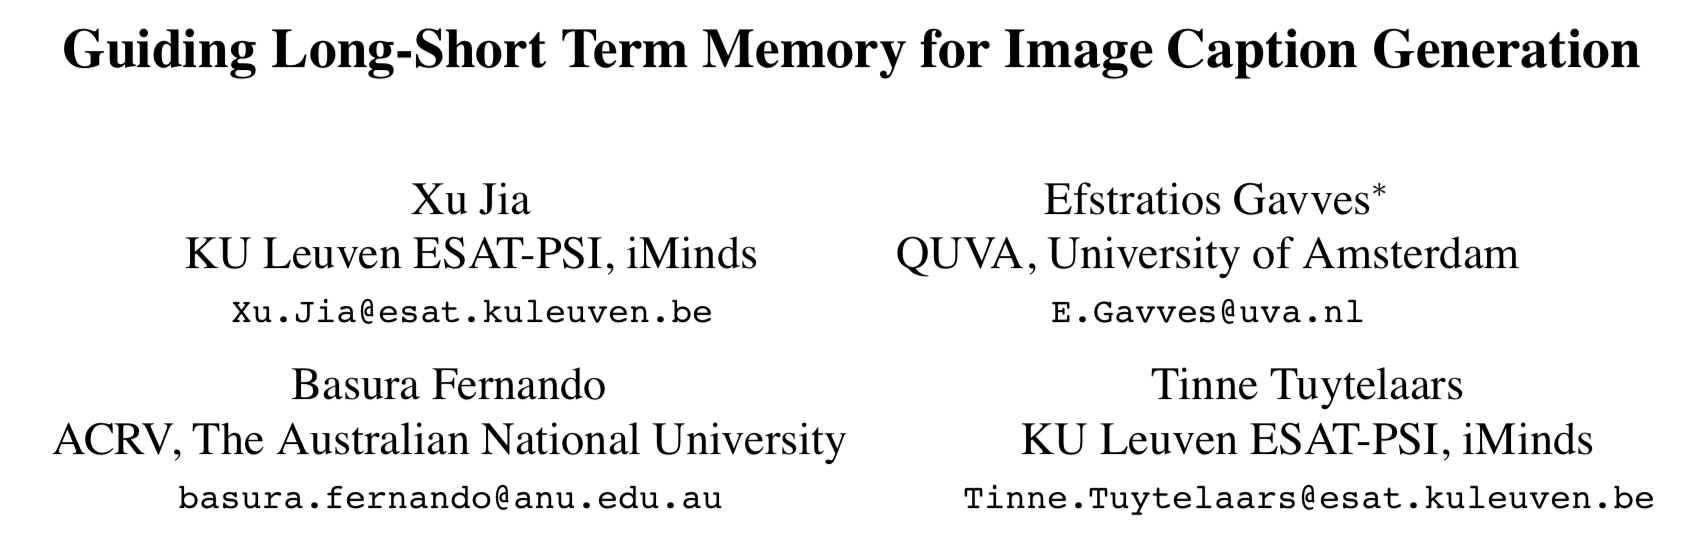 Guiding Long-Short Term Memory for Image Caption Generation
Xu Jia
KU Leuven ESAT-PSI, iMinds
Xu.Jia@esat.kuleuven.be
Efstratios Gavves*
QUVA, University of Amsterdam
E.Gavves@uva.nl
Basura Fernando
ACRV, The Australian National University
basura.fernando@anu.edu.au
Tinne Tuytelaars
KU Leuven ESAT-PSI, iMinds
Tinne.Tuytelaars@esat.kuleuven.be